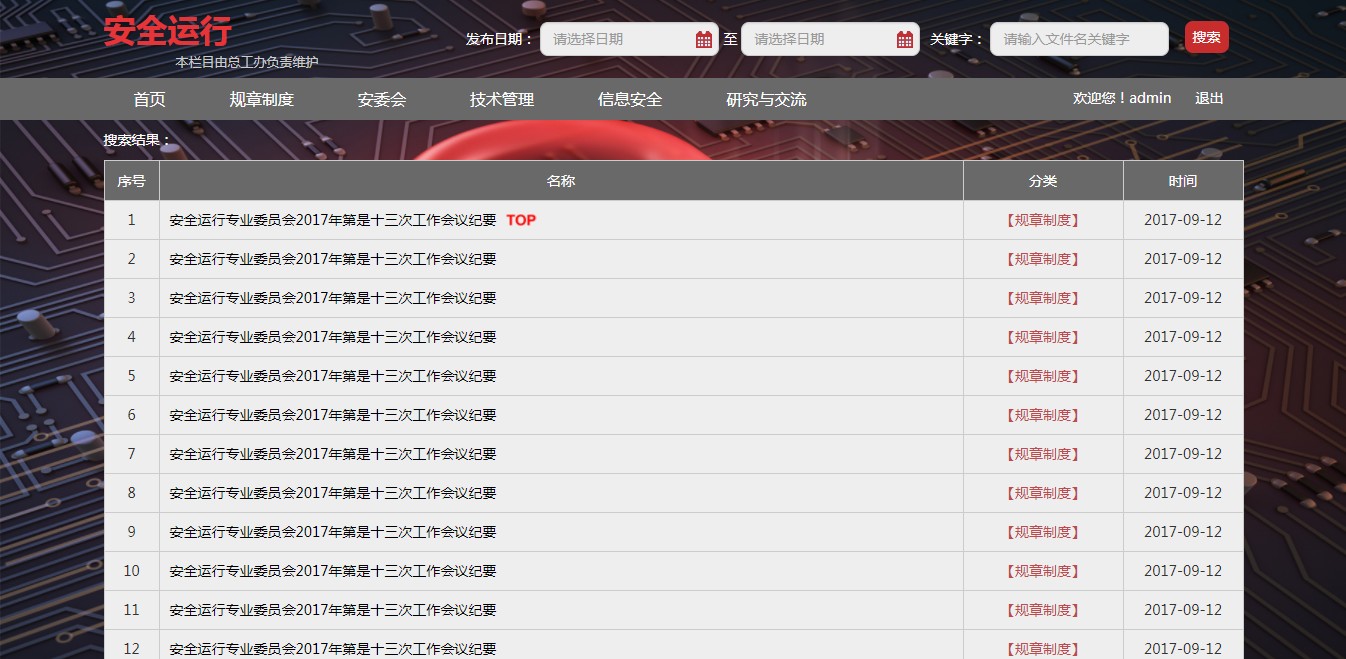 安全运行
本栏目由总工办负责维护
发布日期： 请选择日期 至 请选择日期 关键字： 请输入文件名关键字 搜索
首页 规章制度 安委会 技术管理 信息安全 研究与交流 欢迎您！admin 退出
搜索结果：
序号 名称 分类 时间
1 安全运行专业委员会2017年第是十三次工作会议纪要 TOP 【规章制度】 2017-09-12
2 安全运行专业委员会2017年第是十三次工作会议纪要 【规章制度】 2017-09-12
3 安全运行专业委员会2017年第是十三次工作会议纪要 【规章制度】 2017-09-12
4 安全运行专业委员会2017年第是十三次工作会议纪要 【规章制度】 2017-09-12
5 安全运行专业委员会2017年第是十三次工作会议纪要 【规章制度】 2017-09-12
6 安全运行专业委员会2017年第是十三次工作会议纪要 【规章制度】 2017-09-12
7 安全运行专业委员会2017年第是十三次工作会议纪要 【规章制度】 2017-09-12
8 安全运行专业委员会2017年第是十三次工作会议纪要 【规章制度】 2017-09-12
9 安全运行专业委员会2017年第是十三次工作会议纪要 【规章制度】 2017-09-12
10 安全运行专业委员会2017年第是十三次工作会议纪要 【规章制度】 2017-09-12
11 安全运行专业委员会2017年第是十三次工作会议纪要 【规章制度】 2017-09-12
12 安全运行专业委员会2017年第是十三次工作会议纪要 【规章制度】 2017-09-12